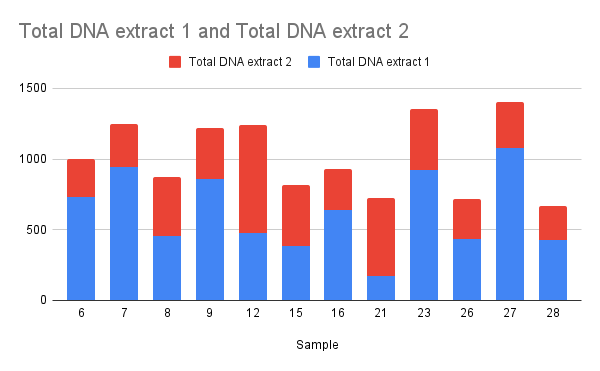 Total DNA extract 1 and Total DNA extract 2
Total DNA extract 2 Total DNA extract 1
1500
1000
500
0
6 7 8 9 12 15 16 21 23 26 27 28
Sample